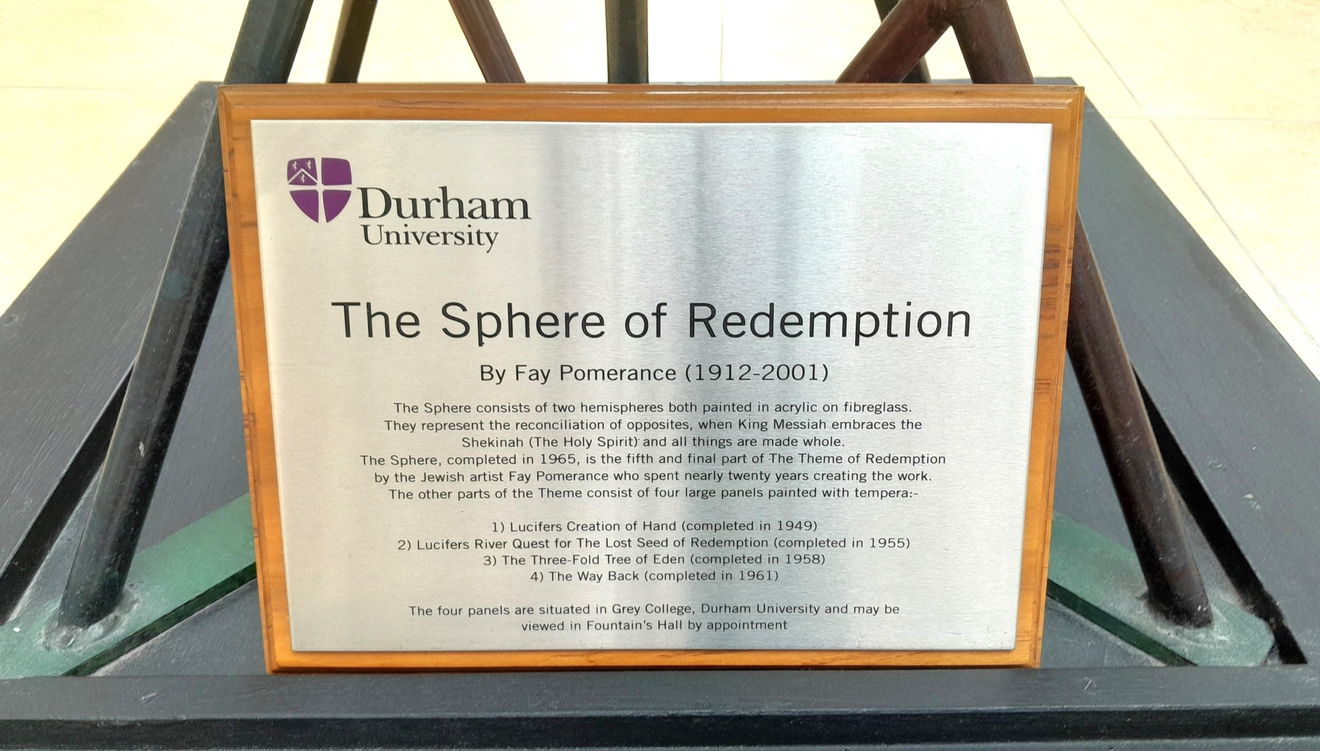 Durham
University
The Sphere of Redemption
By Fay Pomerance (1912-2001)
The Sphere consists of two hemispheres both painted in acrylic on fibreglass.
They represent the reconciliation of opposites, when King Messiah embraces the
Shekinah (The Holy Spirit) and all things are made whole.
The Sphere, completed in 1965, is the fifth and final part of The Theme of Redemption
by the Jewish artist Fay Pomerance who spent nearly twenty years creating the work.
The other parts of the Theme consist of four large panels painted with tempera:-
1) Lucifers Creation of Hand (completed in 1949)
2) Lucifers River Quest for The Lost Seed of Redemption (completed in 1955)
3) The Three-Fold Tree of Eden (completed in 1958)
4) The Way Back (completed in 1961)
The four panels are situated in Grey College, Durham University and may be
viewed in Fountain's Hall by appointment